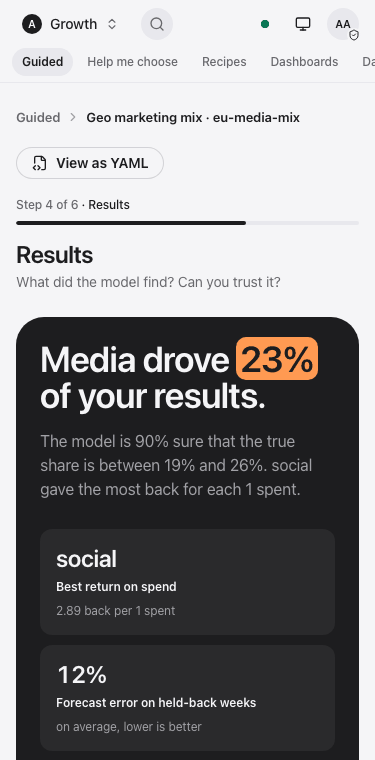 A Growth
AA
Guided Help me choose Recipes Dashboards Da
Guided > Geo marketing mix · eu-media-mix
View as YAML
Step 4 of 6 · Results
Results
What did the model find? Can you trust it?
Media drove 23%
of your results.
The model is 90% sure that the true
share is between 19% and 26%. social
gave the most back for each 1 spent.
social
Best return on spend
2.89 back per 1 spent
12%
Forecast error on held-back weeks
on average, lower is better